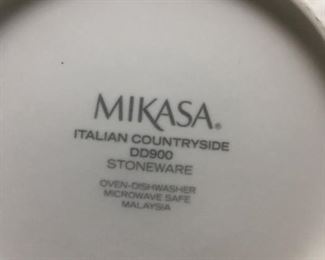 MIKASA®
ITALIAN COUNTRYSIDE
DD900
STONEWARE
OVEN-DISHWASHER
MICROWAVE SAFE
MALAYSIA